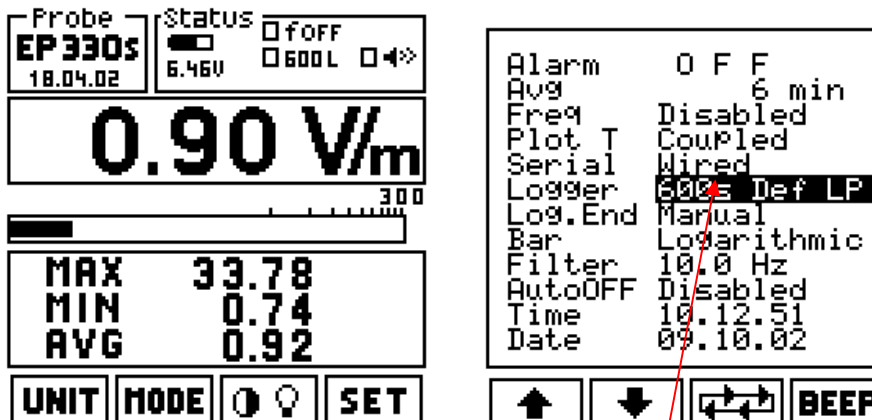 Probe
EP330s
18.04.02
Status
6.46V
fOFF
600L
0.90 V/m
300
MAX 33.78
MIN 0.74
AVG 0.92
UNIT MODE SET
Alarm O F F
Avg 6 min
Freq Disabled
Plot T Coupled
Serial Wired
Logger 600s Def LP
Log.End Manual
Bar Logarithmic
Filter 10.0 Hz
AutoOFF Disabled
Time 10.12.51
Date 09.10.02
BEEP